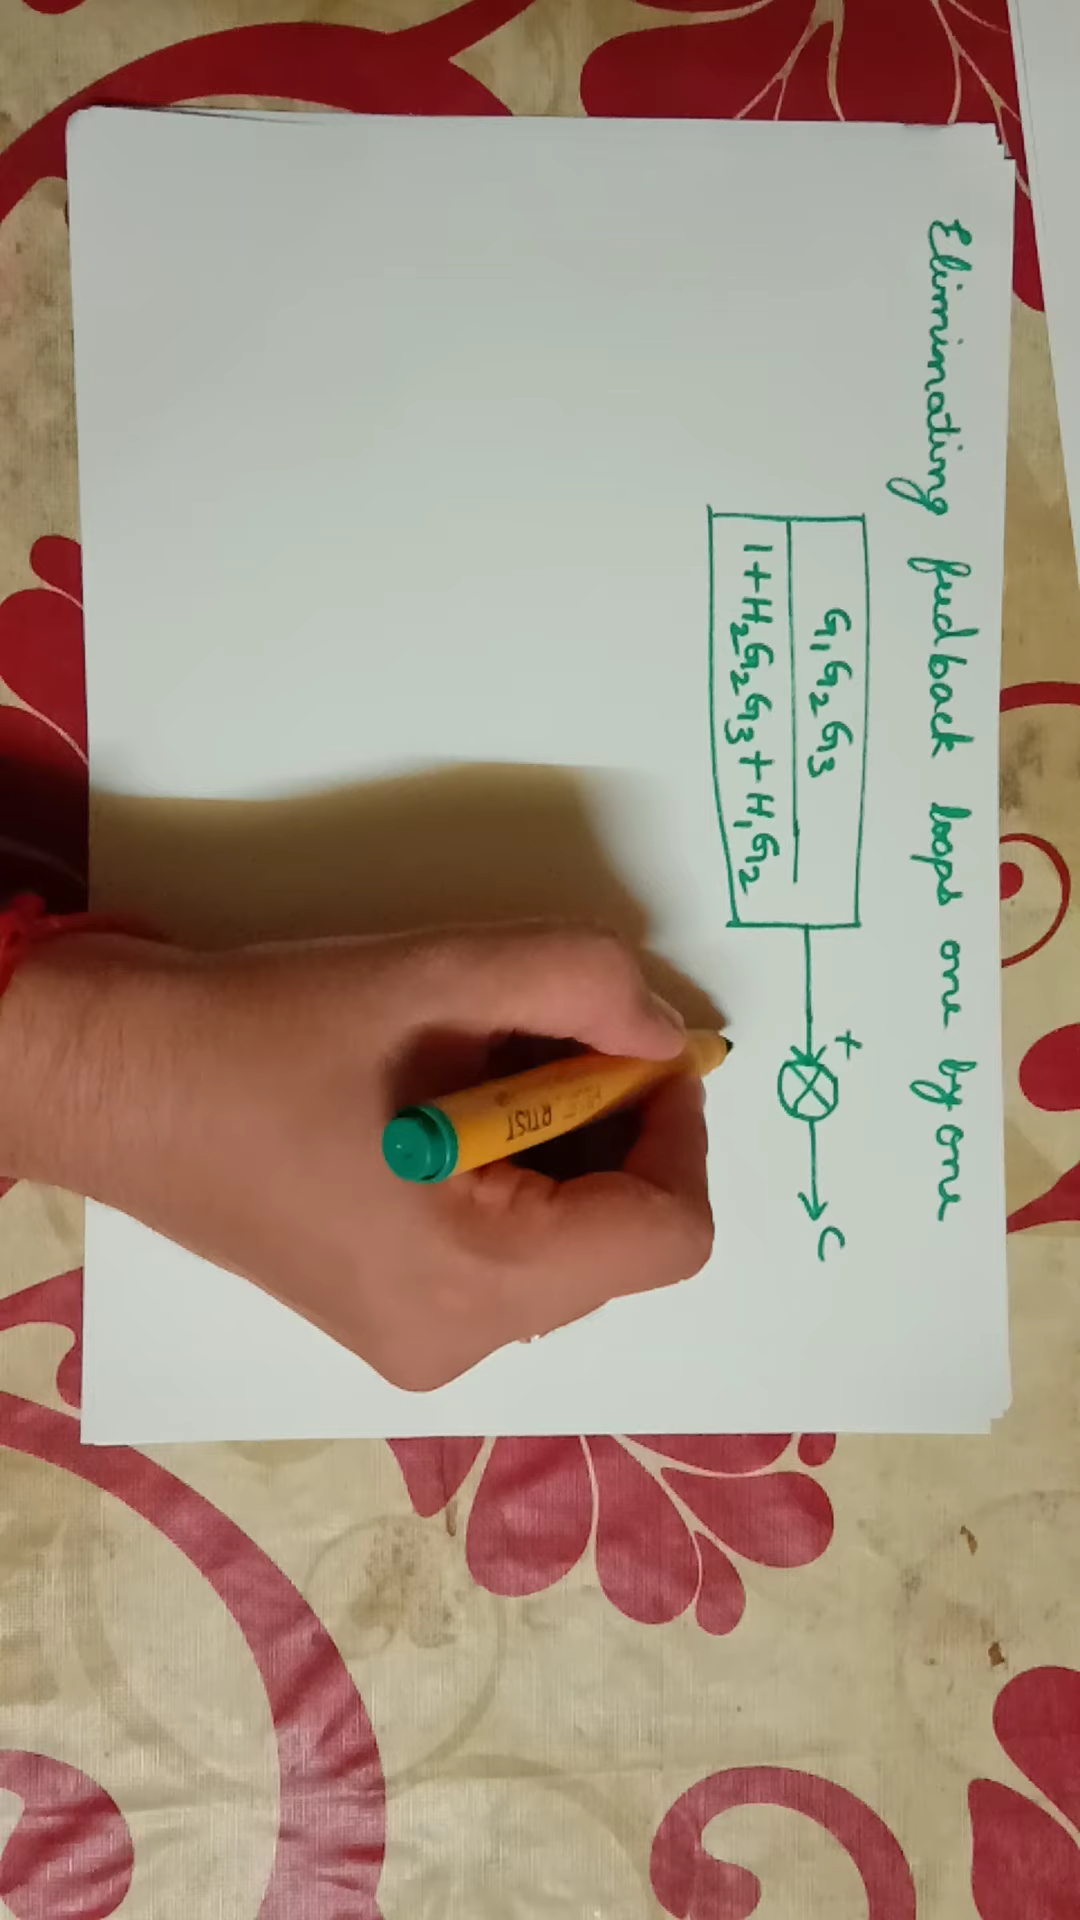 Eliminating feedback loops one by one
G₁G₂G₃
1+H₂G₂G₃+H₁G₂
+
C
RTIST